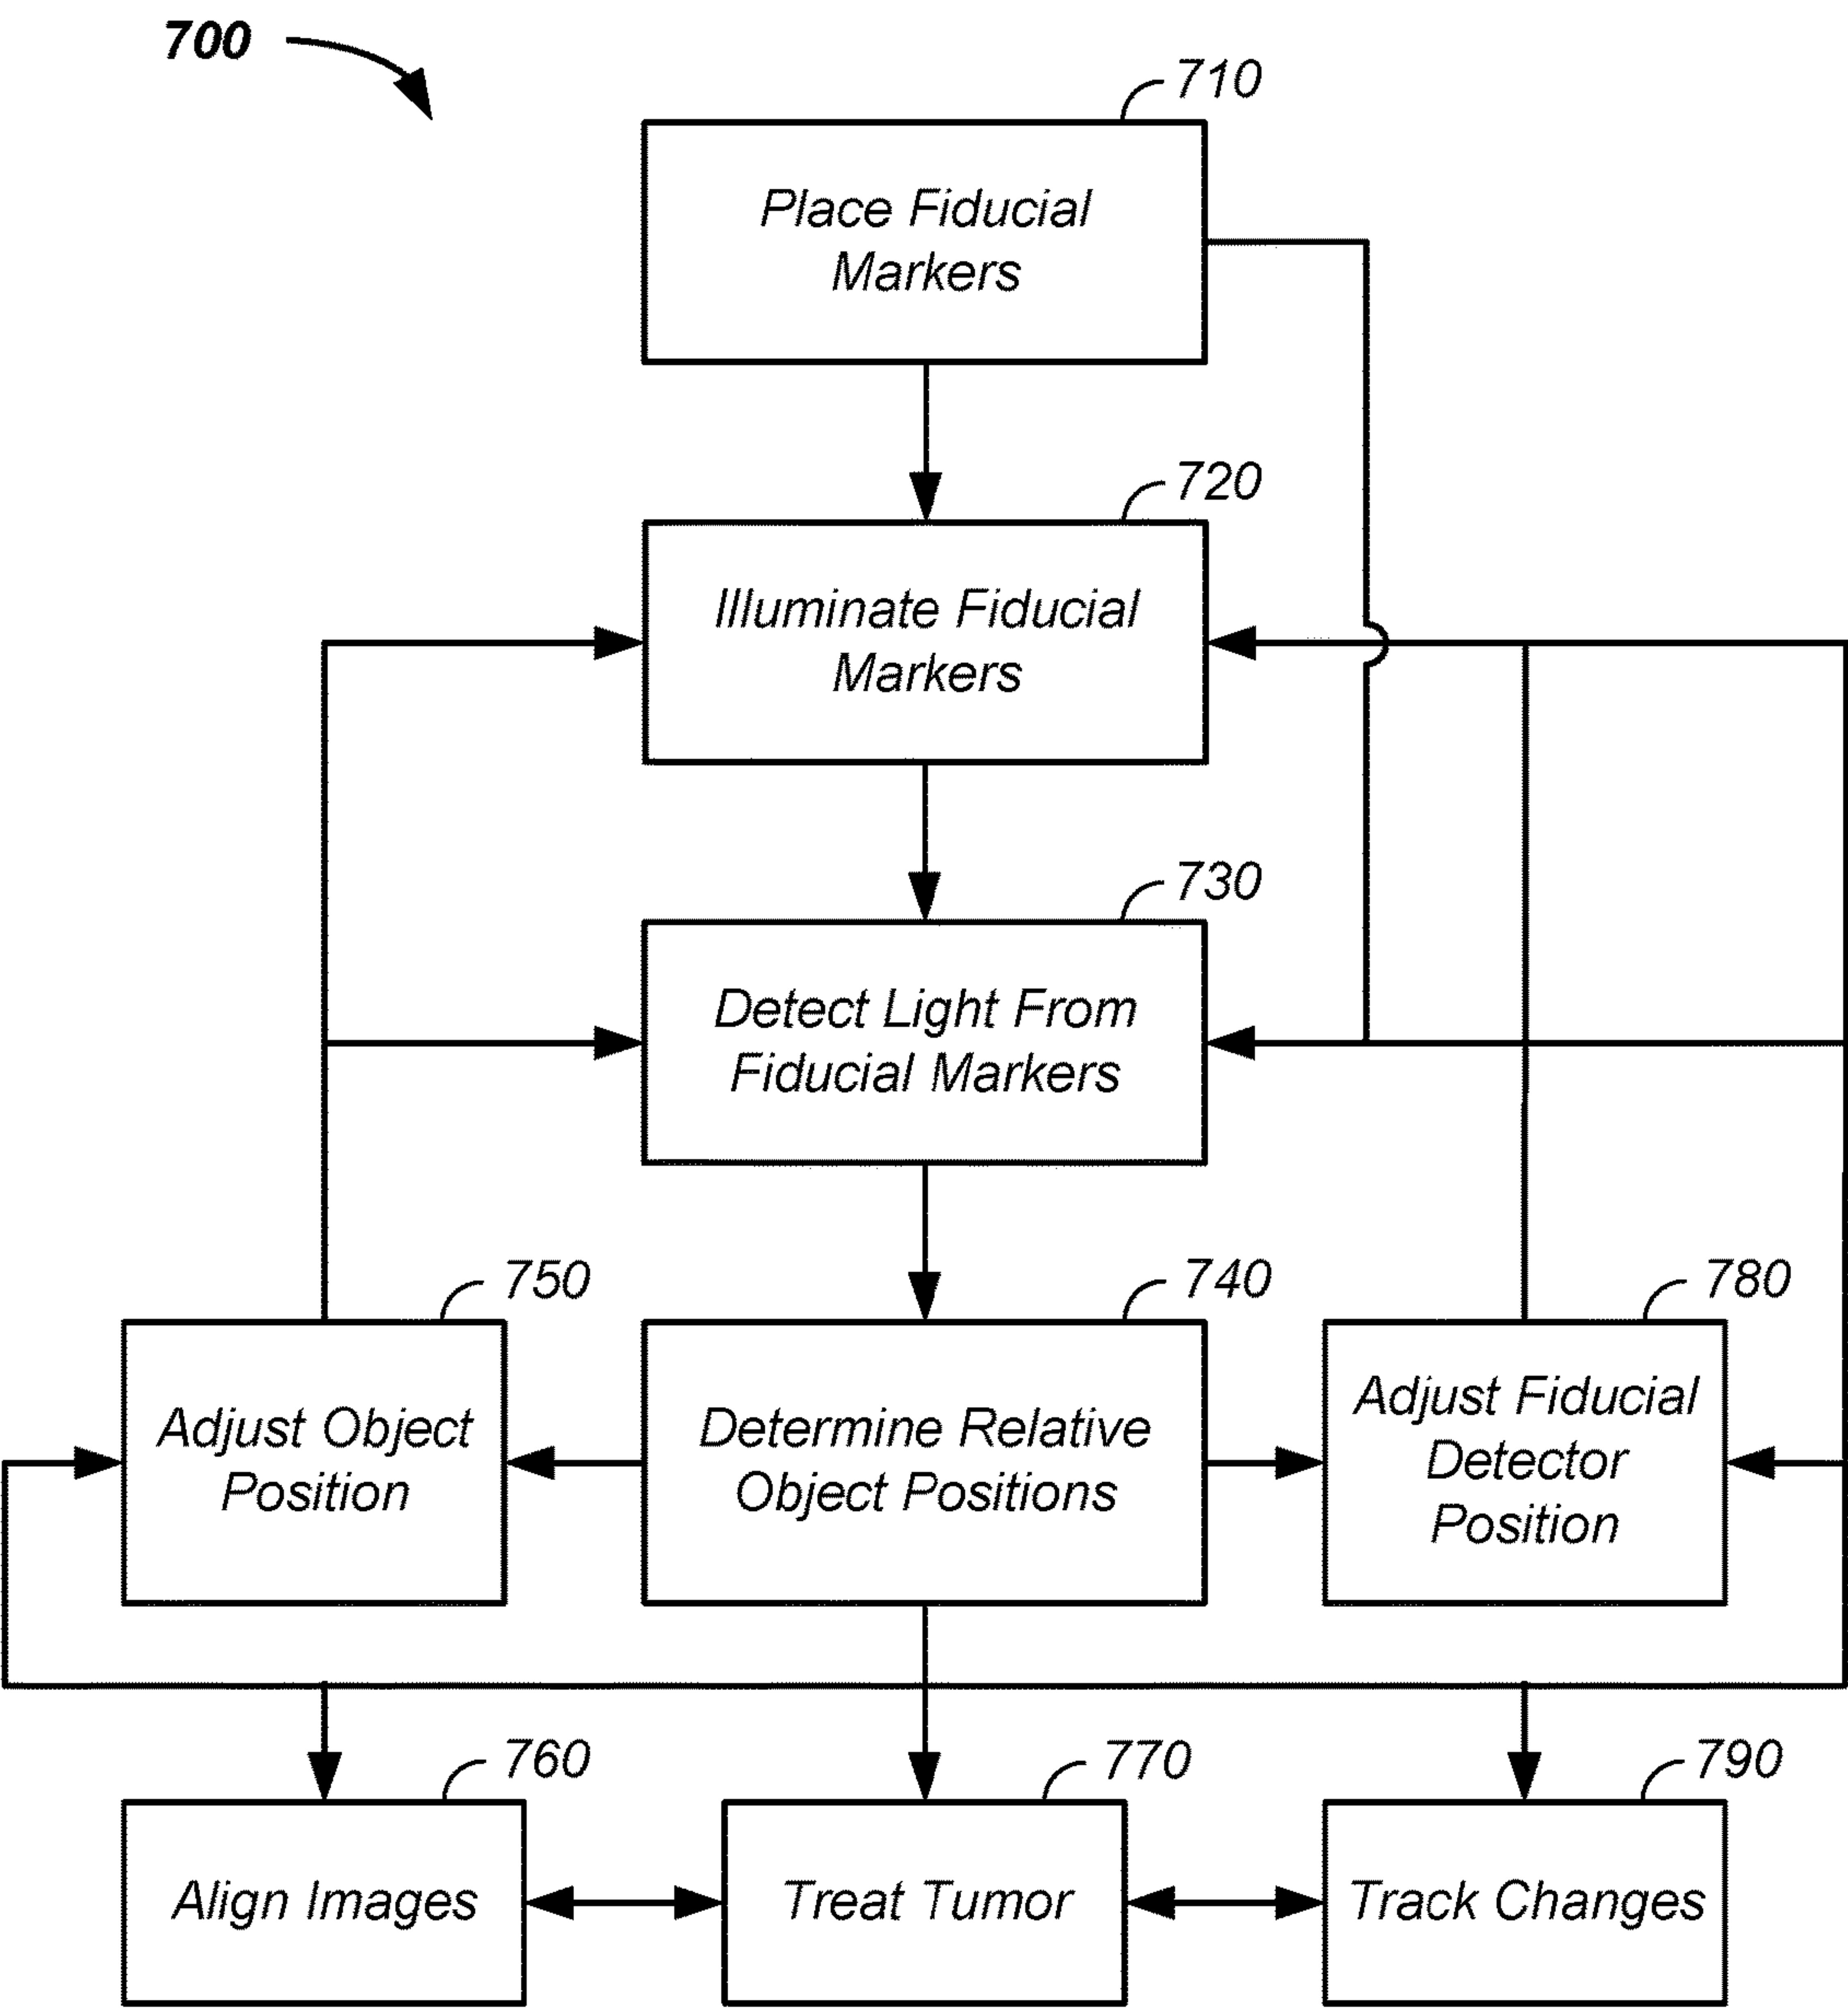 700
710
Place Fiducial
Markers
720
Illuminate Fiducial
Markers
730
Detect Light From
Fiducial Markers
750
740
780
Adjust Object
Position
Determine Relative
Object Positions
Adjust Fiducial
Detector
Position
760
770
790
Align Images
Treat Tumor
Track Changes